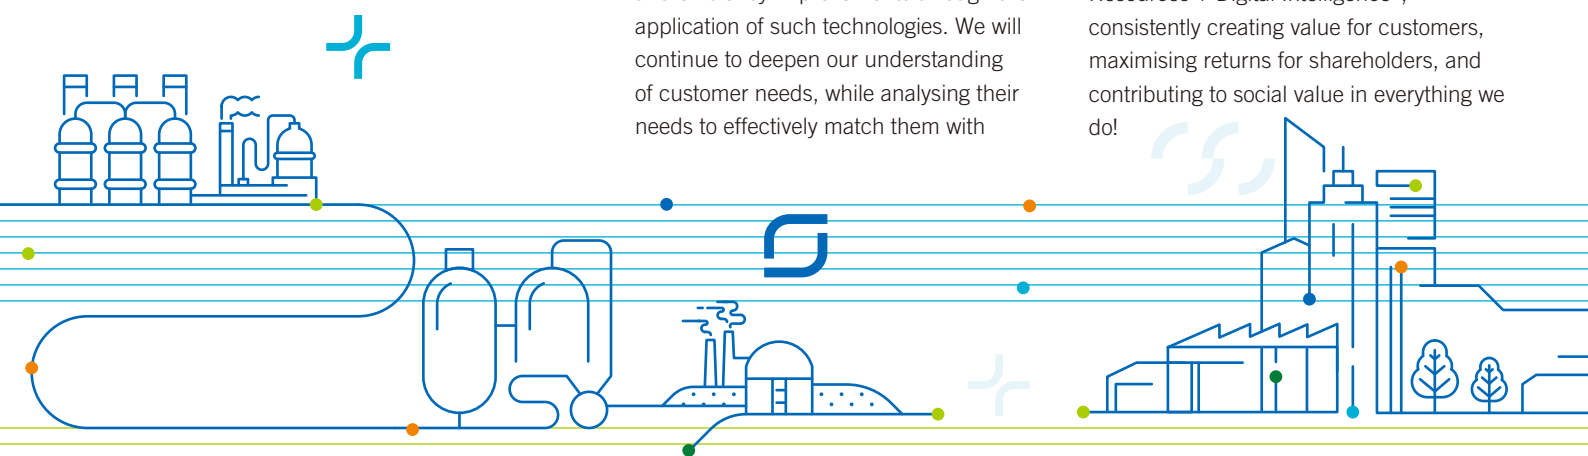 application of such technologies. We will
continue to deepen our understanding
of customer needs, while analysing their
needs to effectively match them with
consistently creating value for customers,
maximising returns for shareholders, and
contributing to social value in everything we
do!